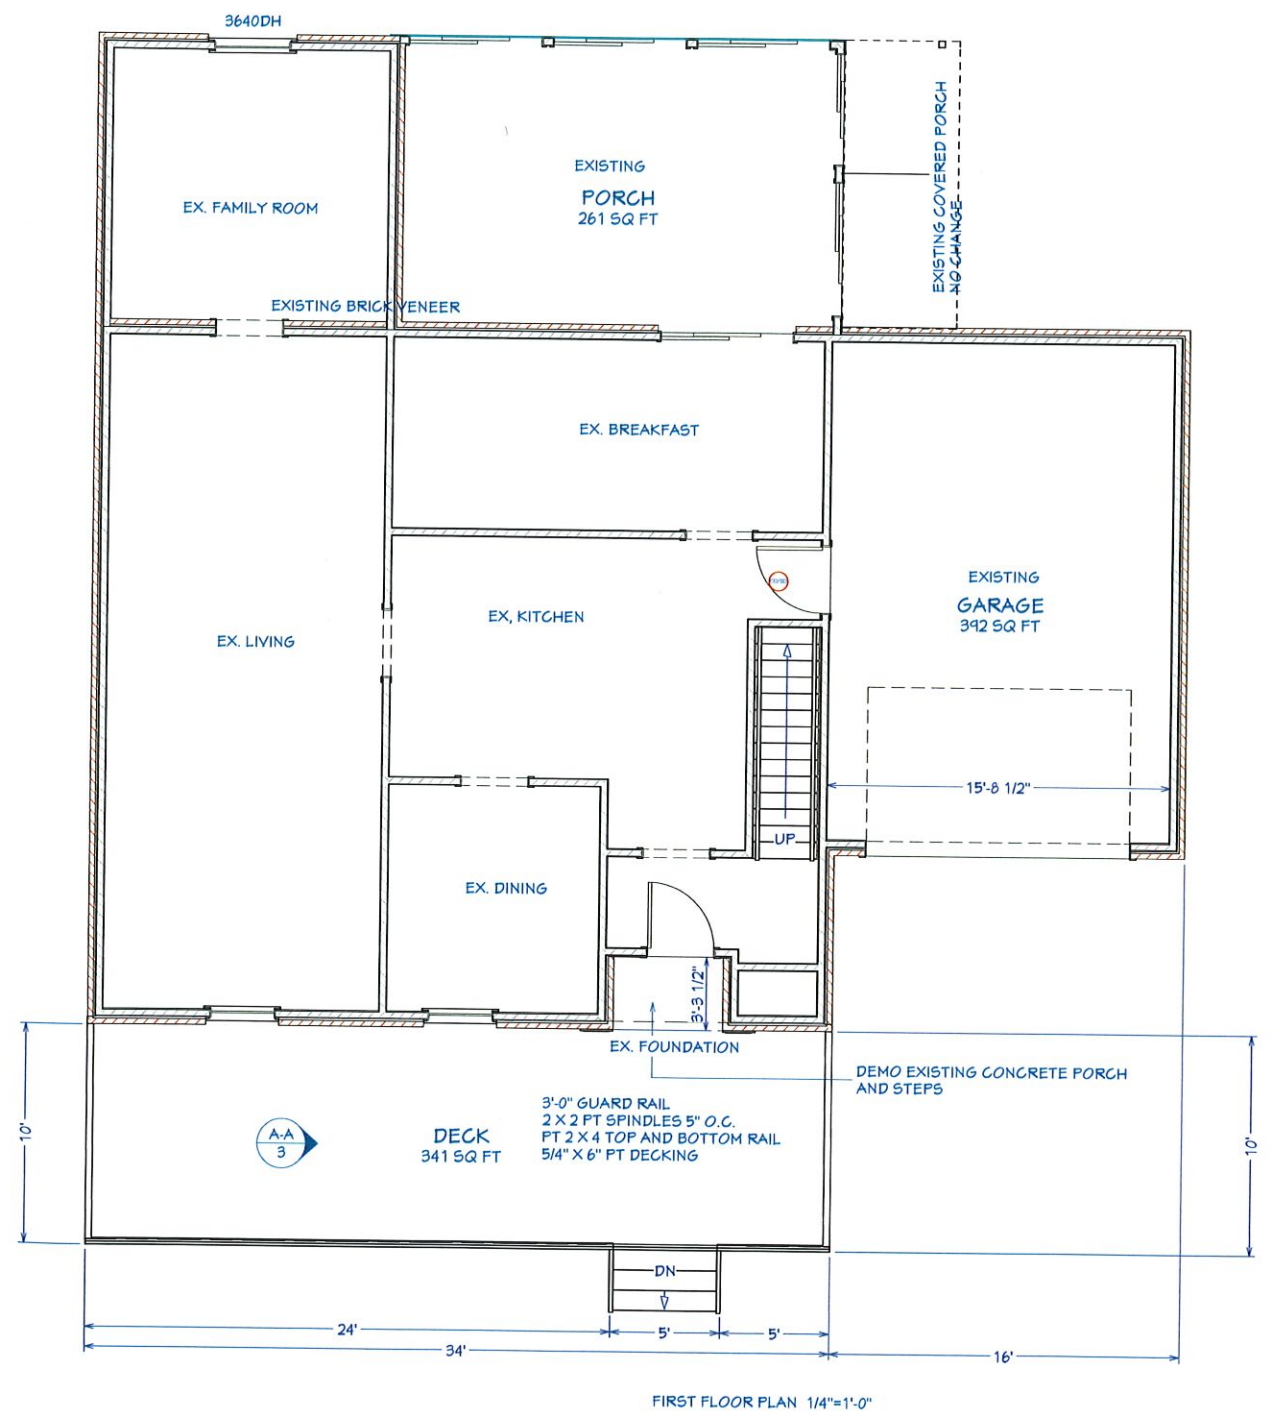 3640DH
EXISTING
PORCH
261 SQ FT
EX. FAMILY ROOM
EXISTING COVERED PORCH
NO CHANGE
EXISTING BRICK VENEER
EX. BREAKFAST
EX, KITCHEN
EXISTING
GARAGE
392 SQ FT
EX. LIVING
15'-8 1/2"
UP
EX. DINING
3'-3 1/2"
EX. FOUNDATION
DEMO EXISTING CONCRETE PORCH
AND STEPS
3'-0" GUARD RAIL
2 X 2 PT SPINDLES 5" O.C.
PT 2 X 4 TOP AND BOTTOM RAIL
5/4" X 6" PT DECKING
DECK
341 SQ FT
A-A
3
10'
10'
DN
24'
5'
5'
34'
16'
FIRST FLOOR PLAN 1/4"=1'-0"